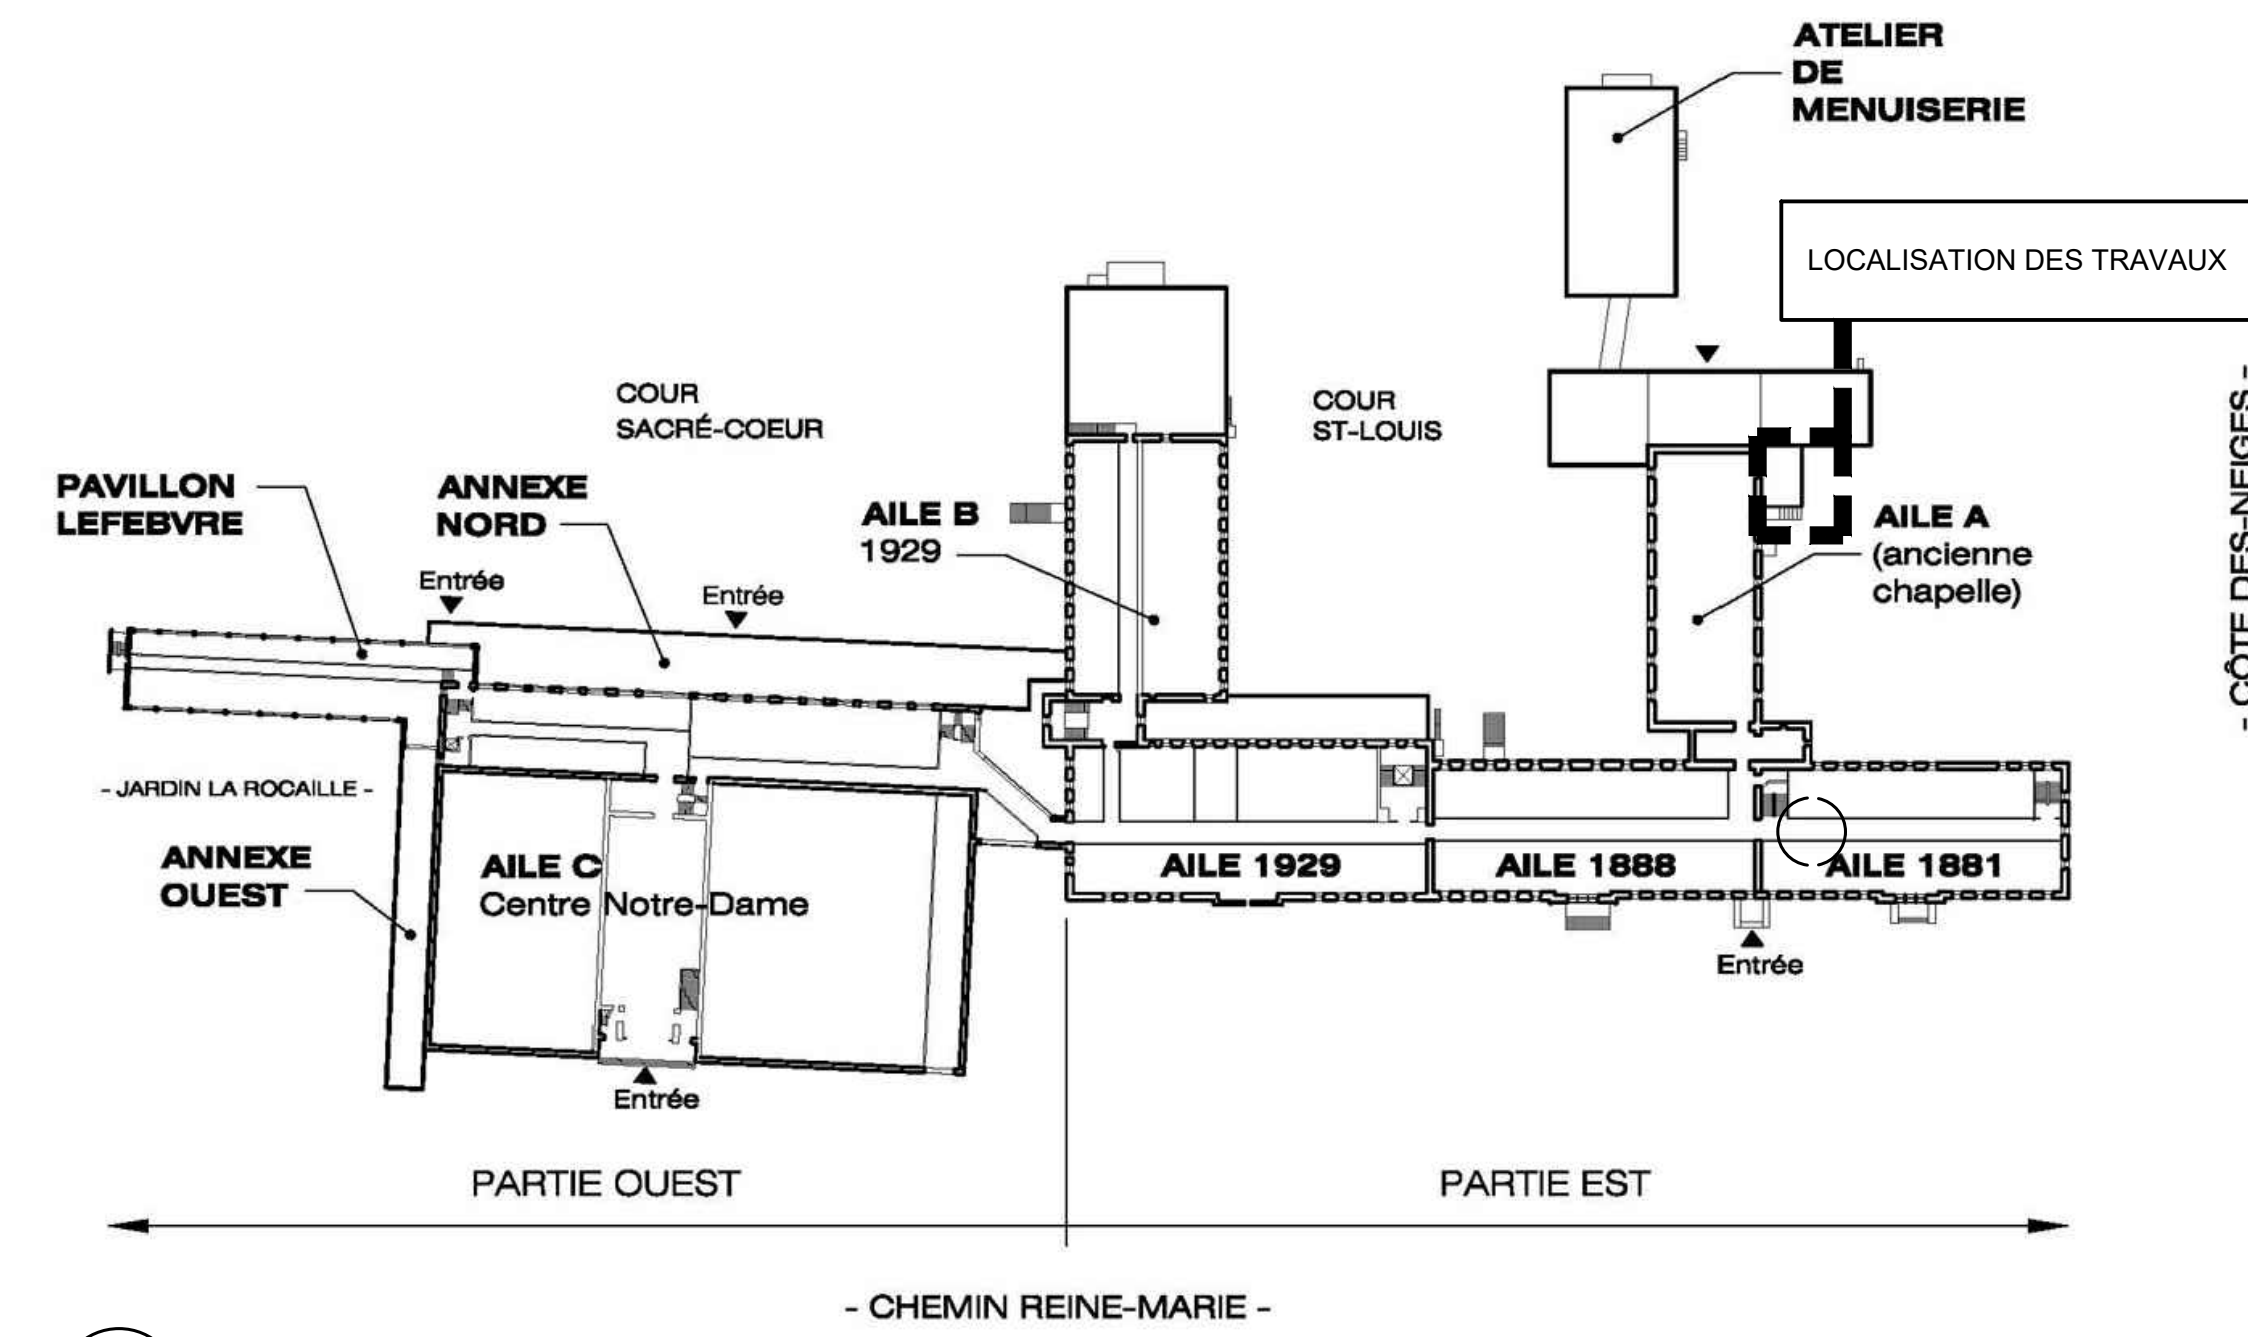 ATELIER
DE
MENUISERIE
LOCALISATION DES TRAVAUX
COUR
SACRÉ-COEUR
COUR
ST-LOUIS
- CÔTE DES-NEIGES -
PAVILLON
LEFEBVRE
ANNEXE
NORD
AILE B
1929
AILE A
(ancienne
chapelle)
Entrée
Entrée
- JARDIN LA ROCAILLE -
ANNEXE
OUEST
AILE C
Centre Notre-Dame
AILE 1929
AILE 1888
AILE 1881
Entrée
Entrée
PARTIE OUEST
PARTIE EST
- CHEMIN REINE-MARIE -